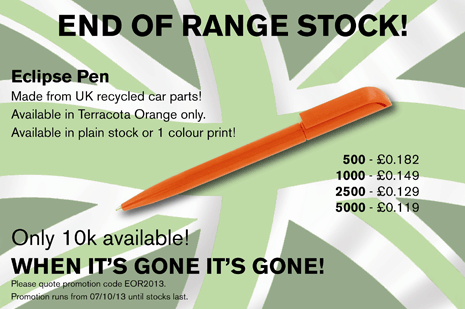 END OF RANGE STOCK!
Eclipse Pen
Made from UK recycled car parts!
Available in Terracota Orange only.
Available in plain stock or 1 colour print!
500 - £0.182
1000 - £0.149
2500 - £0.129
5000 - £0.119
Only 10k available!
WHEN IT'S GONE IT'S GONE!
Please quote promotion code EOR2013.
Promotion runs from 07/10/13 until stocks last.